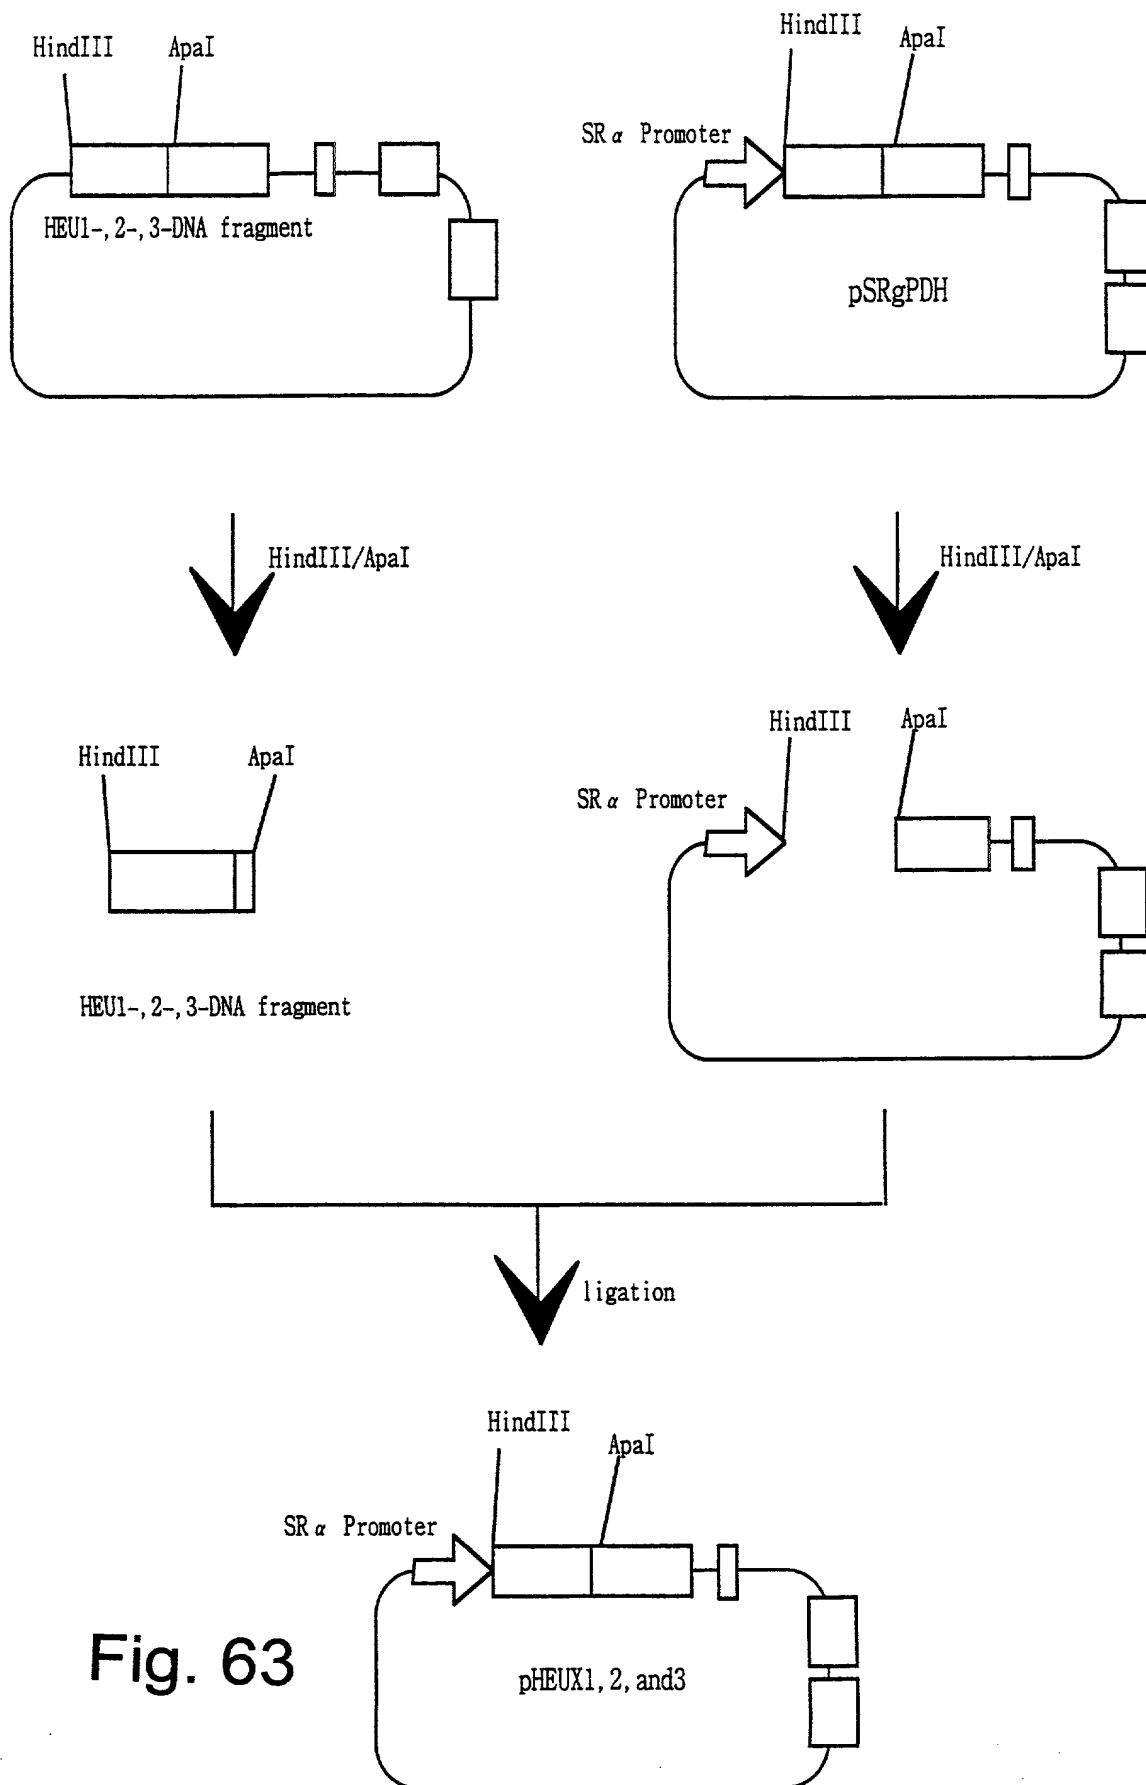 HindIII ApaI
HEU1-,2-,3-DNA fragment
HindIII
ApaI
SRα Promoter
pSRgPDH
HindIII/ApaI
HindIII/ApaI
HindIII ApaI
HEU1-,2-,3-DNA fragment
HindIII ApaI
SRα Promoter
ligation
HindIII
ApaI
SRα Promoter
pHEUX1,2,and3
Fig. 63